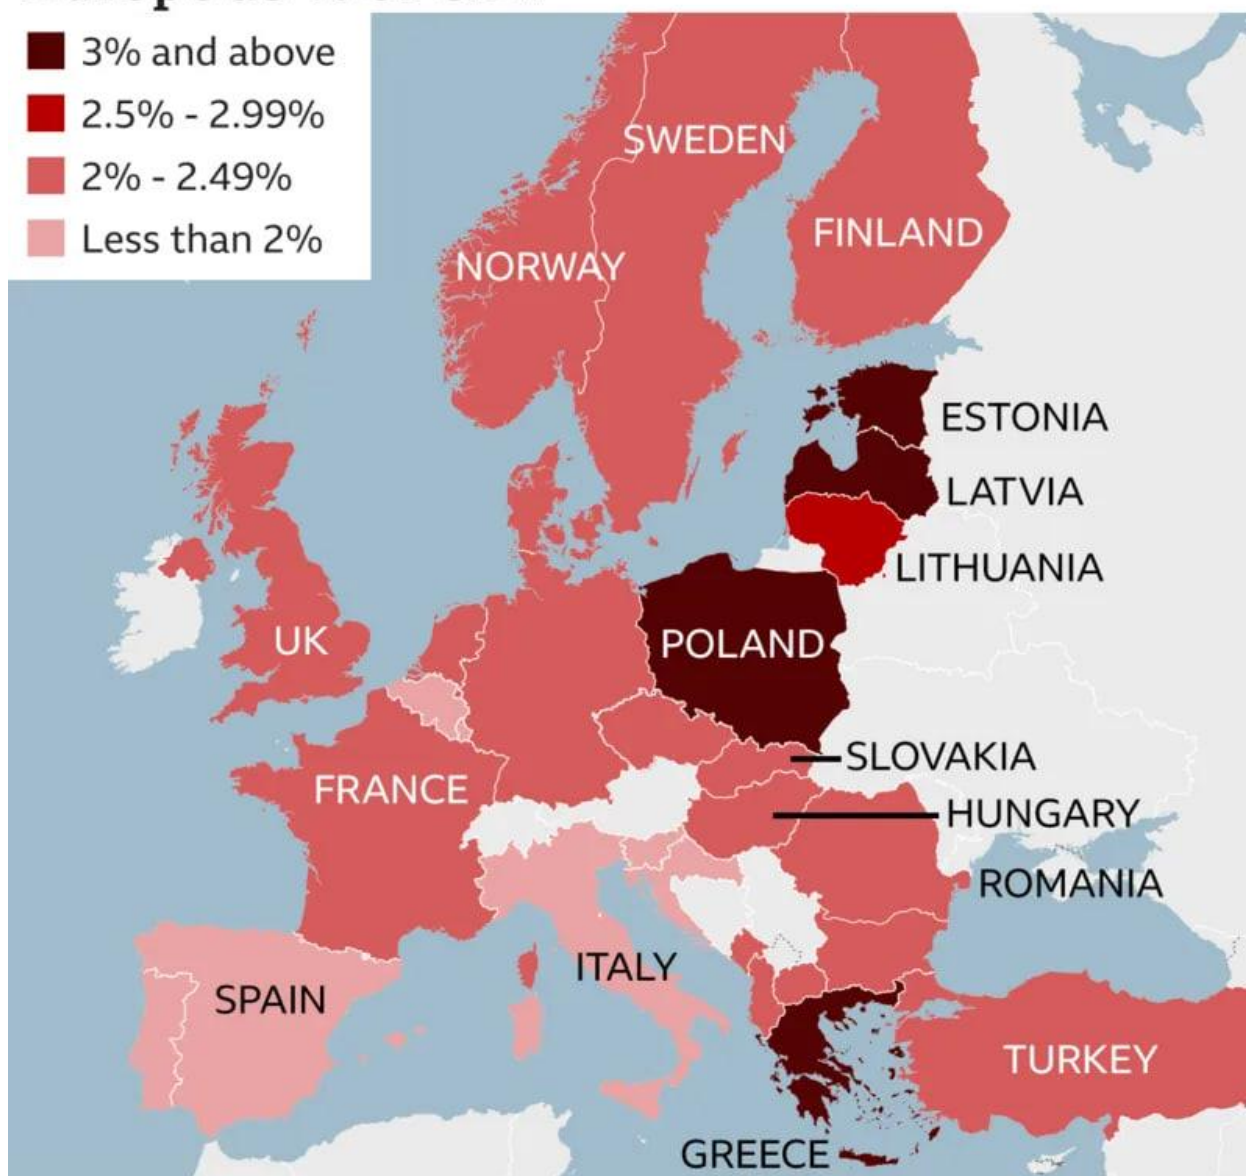 3% and above
2.5% - 2.99%
2% - 2.49%
Less than 2%
SWEDEN
FINLAND
NORWAY
ESTONIA
LATVIA
LITHUANIA
UK
POLAND
SLOVAKIA
FRANCE
HUNGARY
ROMANIA
ITALY
SPAIN
TURKEY
GREECE